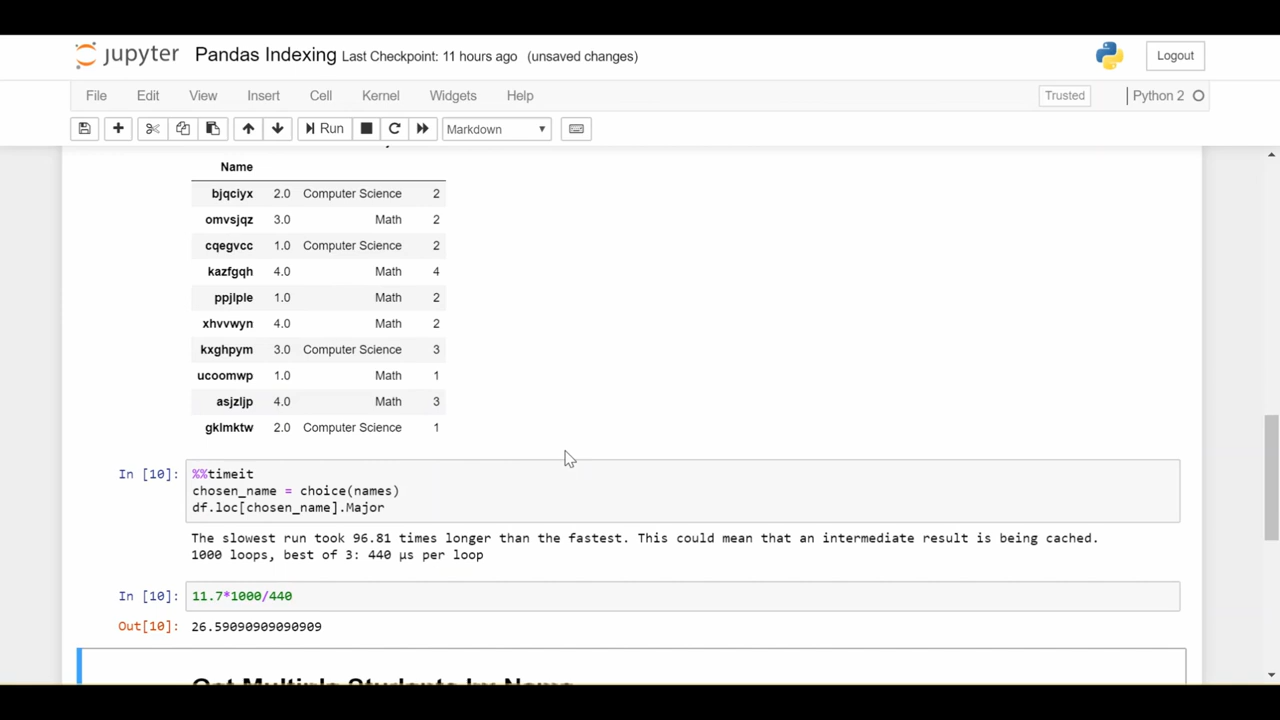 jupyter Pandas Indexing Last Checkpoint: 11 hours ago (unsaved changes) Logout
File Edit View Insert Cell Kernel Widgets Help Trusted Python 2
Run Markdown
Name
bjqciyx 2.0 Computer Science 2
omvsjqz 3.0 Math 2
cqegvcc 1.0 Computer Science 2
kazfgqh 4.0 Math 4
ppjlple 1.0 Math 2
xhvvwyn 4.0 Math 2
kxghpym 3.0 Computer Science 3
ucoomwp 1.0 Math 1
asjzljp 4.0 Math 3
gklmktw 2.0 Computer Science 1
In [10]: %%timeit
chosen_name = choice(names)
df.loc[chosen_name].Major
The slowest run took 96.81 times longer than the fastest. This could mean that an intermediate result is being cached.
1000 loops, best of 3: 440 µs per loop
In [10]: 11.7*1000/440
Out[10]: 26.59090909090909
Get Multiple Students by Name